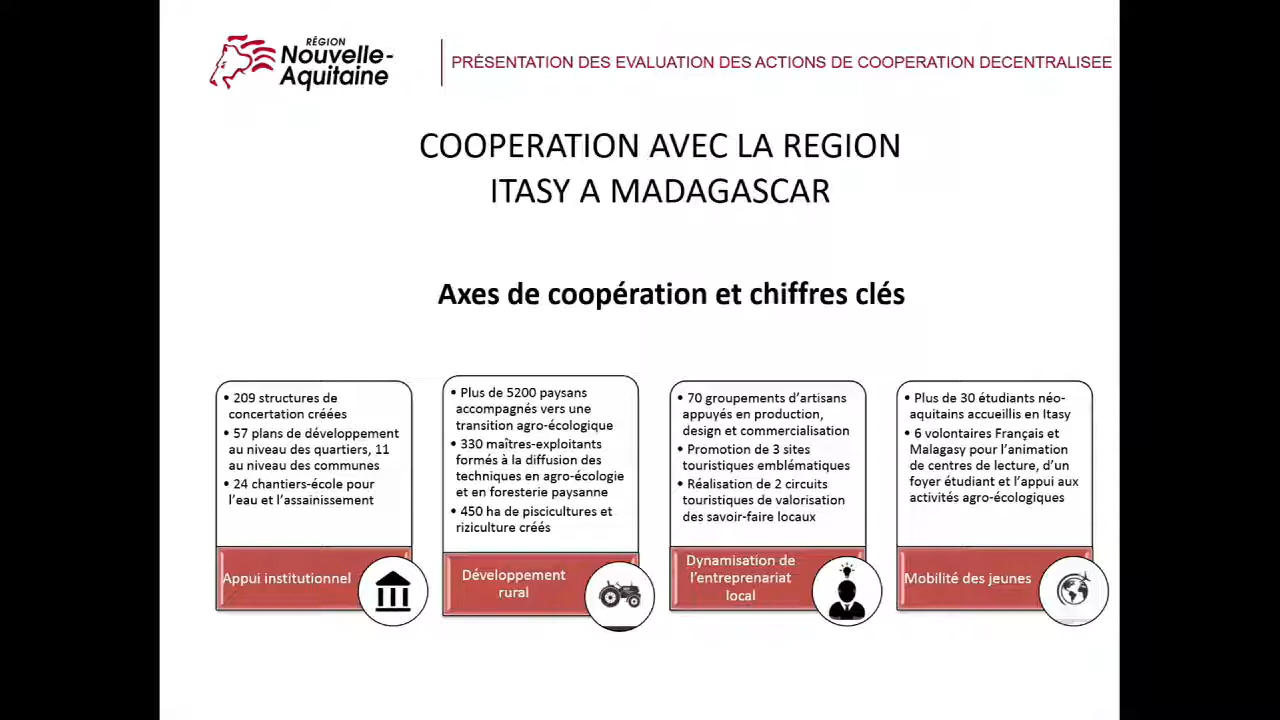 RÉGION
Nouvelle-
Aquitaine
PRÉSENTATION DES EVALUATION DES ACTIONS DE COOPERATION DECENTRALISEE
COOPERATION AVEC LA REGION
ITASY A MADAGASCAR
Axes de coopération et chiffres clés
• 209 structures de
concertation créées
• 57 plans de développement
au niveau des quartiers, 11
au niveau des communes
• 24 chantiers-école pour
l'eau et l'assainissement
Appui institutionnel
• Plus de 5200 paysans
accompagnés vers une
transition agro-écologique
• 330 maîtres-exploitants
formés à la diffusion des
techniques en agro-écologie
et en foresterie paysanne
• 450 ha de piscicultures et
riziculture créés
Développement
rural
• 70 groupements d'artisans
appuyés en production,
design et commercialisation
• Promotion de 3 sites
touristiques emblématiques
• Réalisation de 2 circuits
touristiques de valorisation
des savoir-faire locaux
Dynamisation de
l'entreprenariat
local
• Plus de 30 étudiants néo-
aquitains accueillis en Itasy
• 6 volontaires Français et
Malagasy pour l'animation
de centres de lecture, d'un
foyer étudiant et l'appui aux
activités agro-écologiques
Mobilité des jeunes